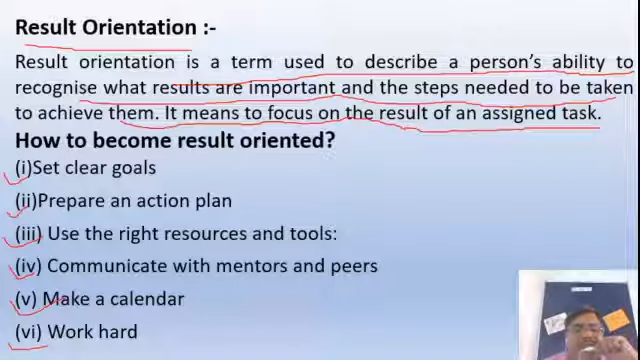 Result Orientation :-
Result orientation is a term used to describe a person's ability to
recognise what results are important and the steps needed to be taken
to achieve them. It means to focus on the result of an assigned task.
How to become result oriented?
(i)Set clear goals
(ii)Prepare an action plan
(iii) Use the right resources and tools:
(iv) Communicate with mentors and peers
(v) Make a calendar
(vi) Work hard